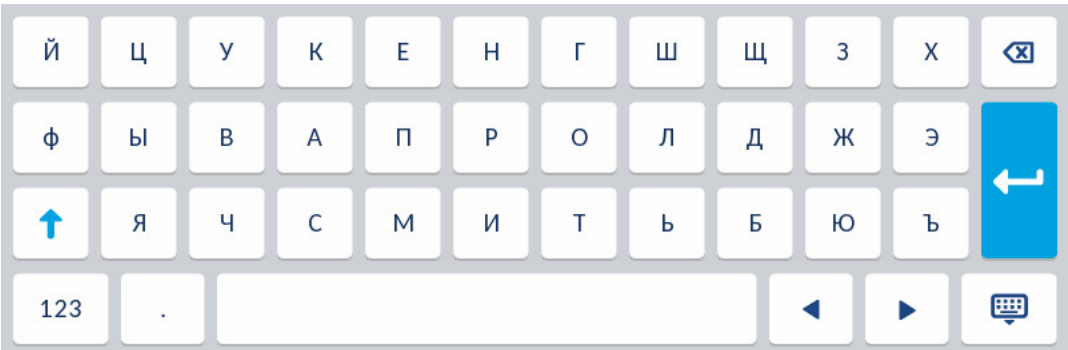 Й Ц У К Е Н Г Ш Щ З Х
ф Ы В А П Р О Л Д Ж Э
Я Ч С М И Т Ь Б Ю Ъ
123 .